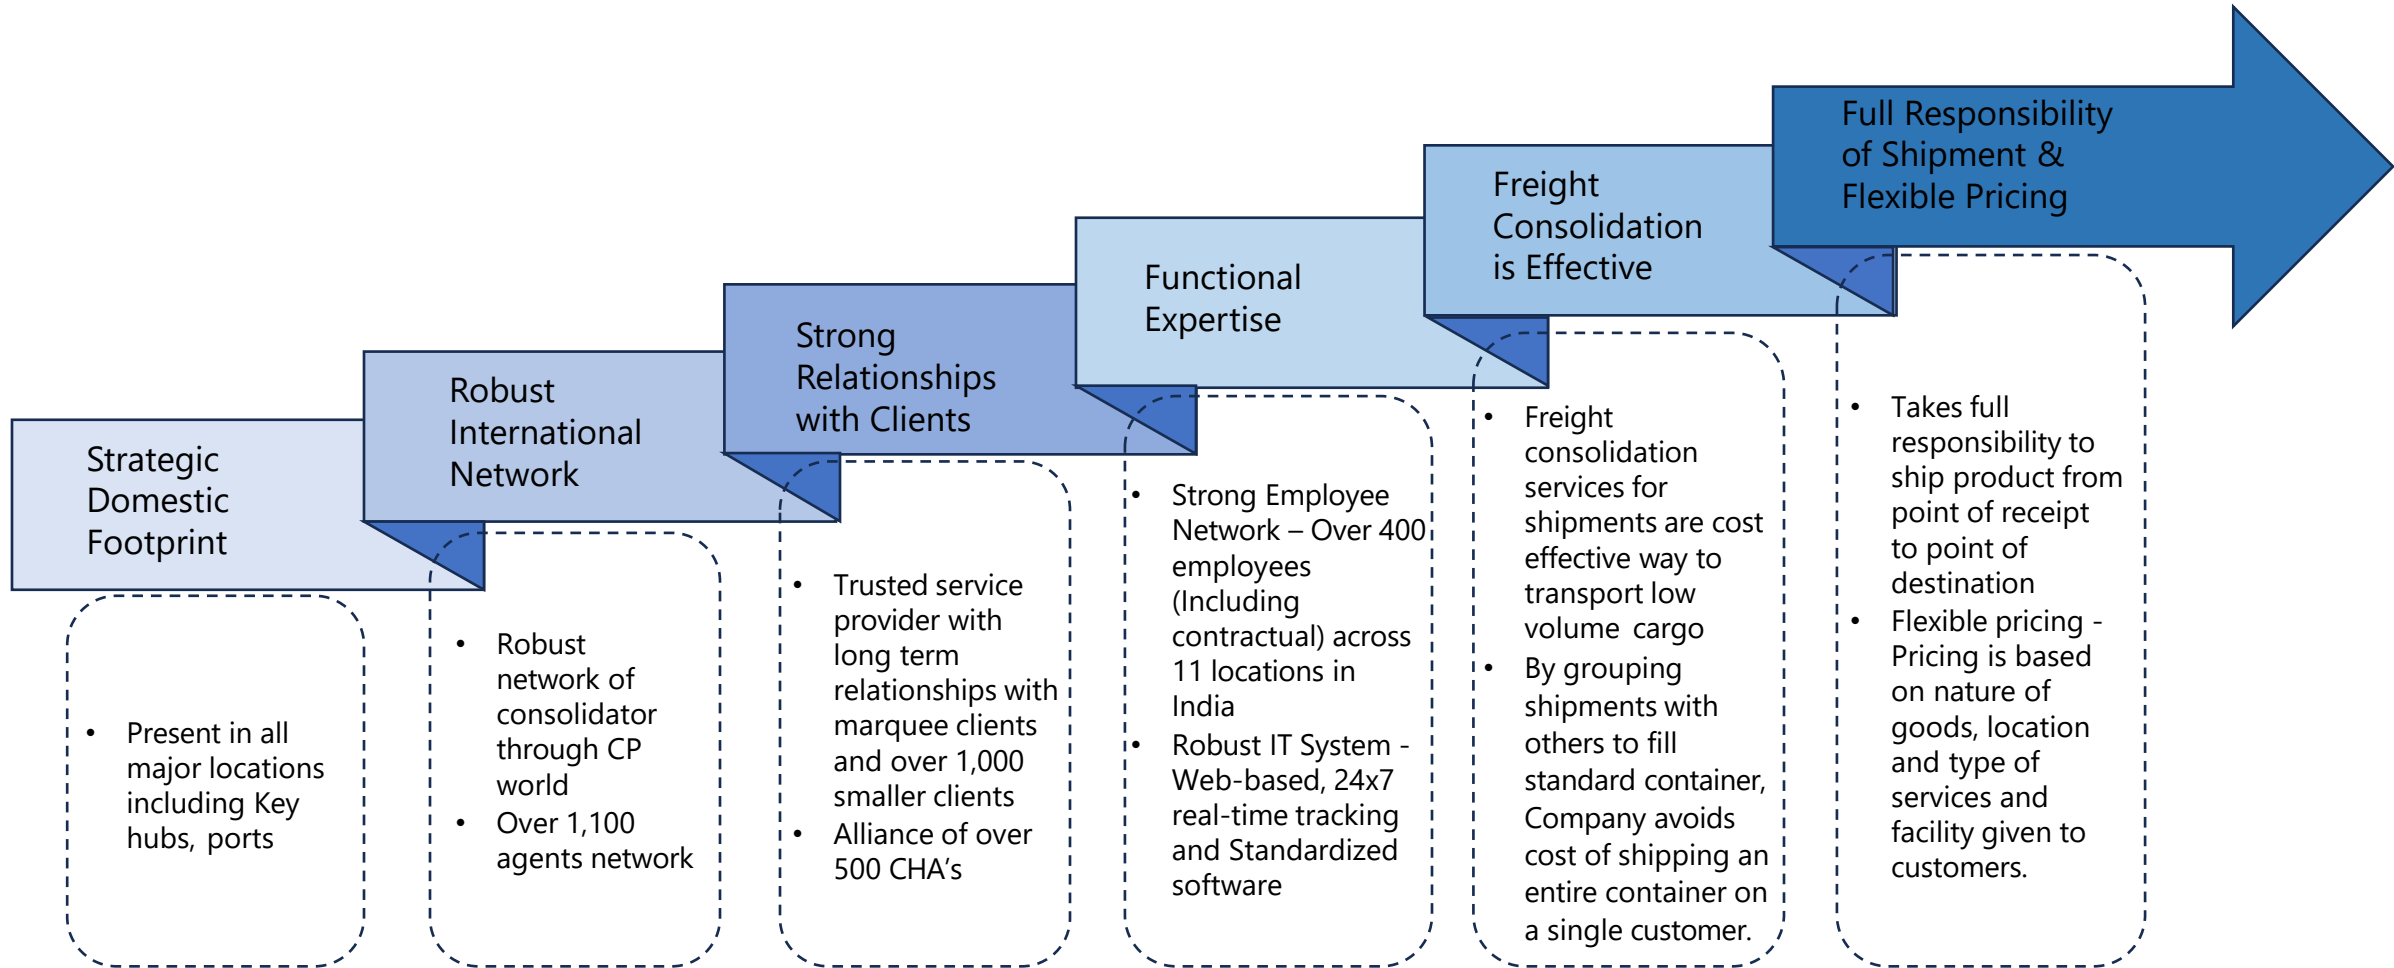 Strategic
Domestic
Footprint
• Present in all
major locations
including Key
hubs, ports
Robust
International
Network
• Robust
network of
consolidator
through CP
world
• Over 1,100
agents network
Strong
Relationships
with Clients
• Trusted service
provider with
long term
relationships with
marquee clients
and over 1,000
smaller clients
• Alliance of over
500 CHA’s
Functional
Expertise
• Strong Employee
Network – Over 400
employees
(Including
contractual) across
11 locations in
India
• Robust IT System -
Web-based, 24x7
real-time tracking
and Standardized
software
Freight
Consolidation
is Effective
• Freight
consolidation
services for
shipments are cost
effective way to
transport low
volume cargo
• By grouping
shipments with
others to fill
standard container,
Company avoids
cost of shipping an
entire container on
a single customer.
Full Responsibility
of Shipment &
Flexible Pricing
• Takes full
responsibility to
ship product from
point of receipt
to point of
destination
• Flexible pricing -
Pricing is based
on nature of
goods, location
and type of
services and
facility given to
customers.